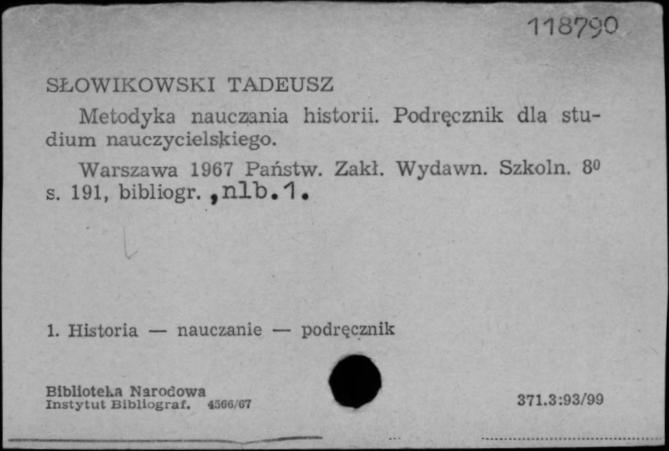 118790
SŁOWIKOWSKI TADEUSZ
Metodyka nauczania historii. Podręcznik dla stu-
dium nauczycielskiego.
Warszawa 1967 Państw. Zakł. Wydawn. Szkoln. 8⁰
s. 191, bibliogr. ,nlb.1.
1. Historia — nauczanie — podręcznik
Biblioteka Narodowa
Instytut Bibliograf. 4566/67
371.3:93/99